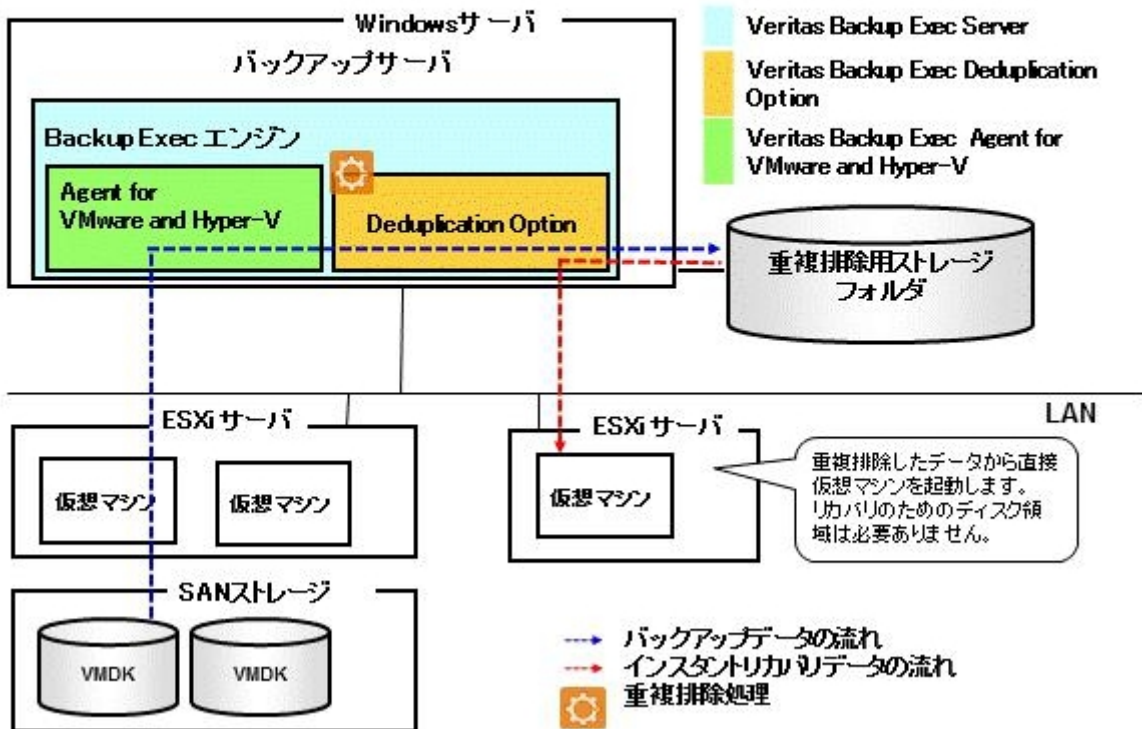 Windowsサーバ
バックアップサーバ
Backup Exec エンジン
Agent for
VMware and Hyper-V
Deduplication Option
Veritas Backup Exec Server
Veritas Backup Exec Deduplication
Option
Veritas Backup Exec Agent for
VMware and Hyper-V
重複排除用ストレージ
フォルダ
LAN
ESXiサーバ
仮想マシン
仮想マシン
ESXiサーバ
仮想マシン
重複排除したデータから直接
仮想マシンを起動します。
リカバリのためのディスク領
域は必要ありません。
SANストレージ
VMDK
VMDK
バックアップデータの流れ
インスタントリカバリデータの流れ
重複排除処理